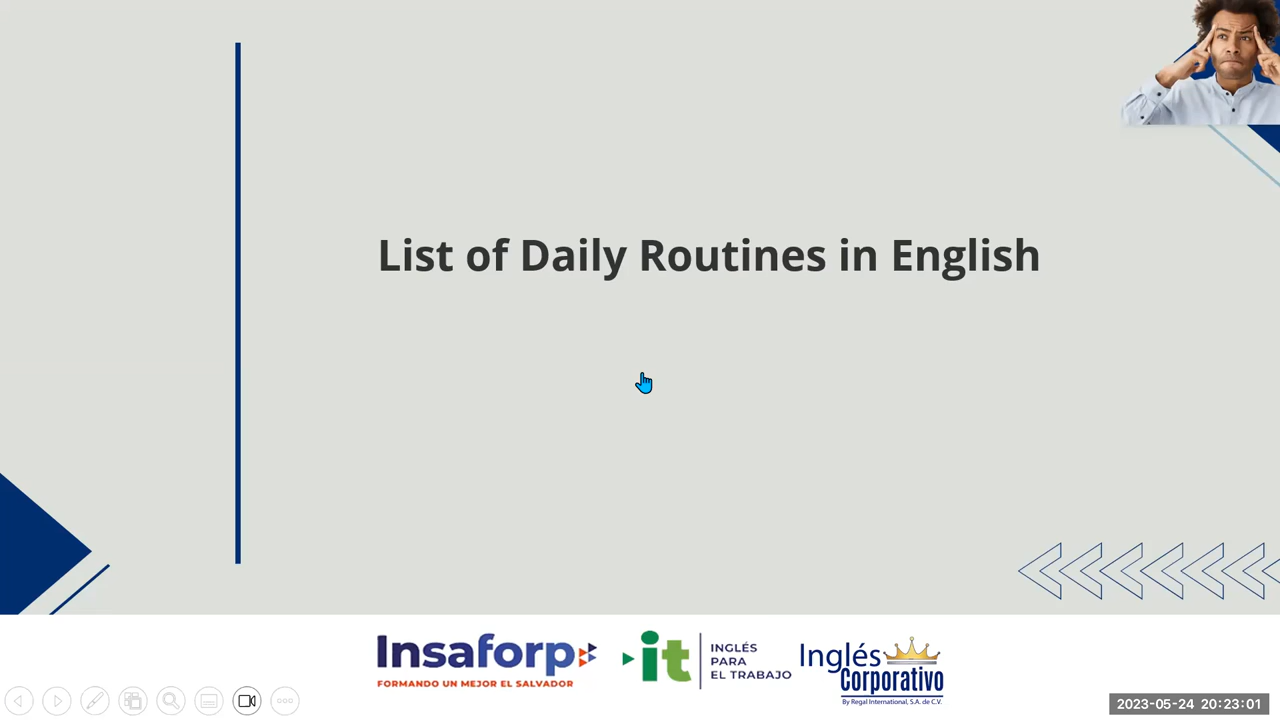 List of Daily Routines in English
Insaforp
FORMANDO UN MEJOR EL SALVADOR
it
INGLÉS
PARA
EL TRABAJO
Inglés
Corporativo
By Regal International, S.A. de C.V.
2023-05-24 20:23:01